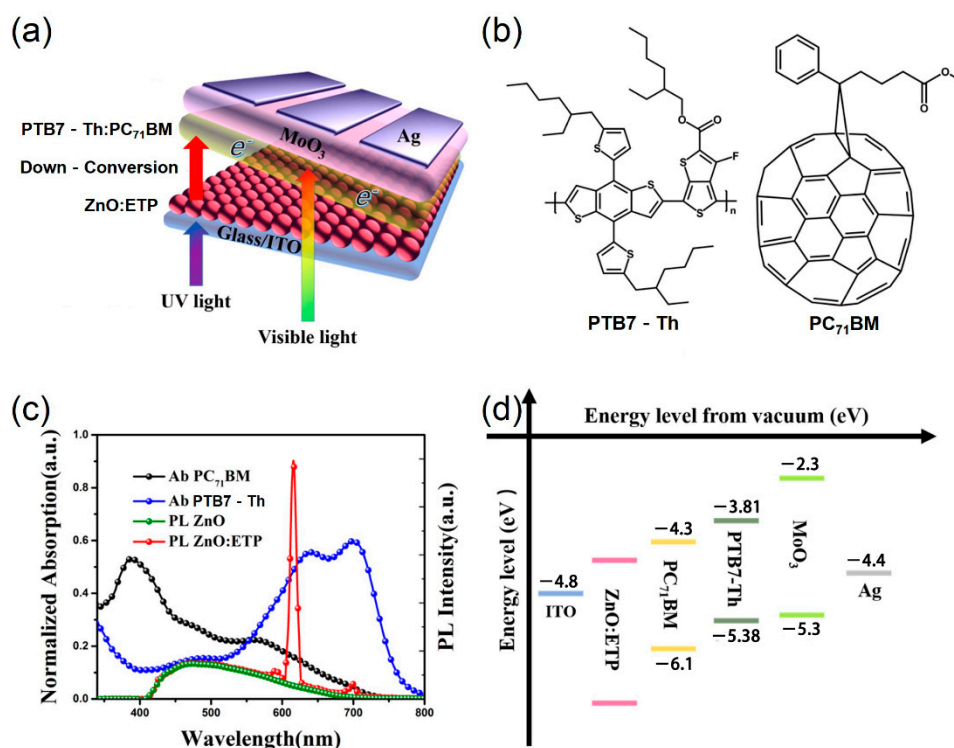 (a)
PTB7 - Th:PC71BM
Down - Conversion
ZnO:ETP
MoO3
Ag
e-
e-
Glass/ITO
UV light
Visible light
(b)
O
O
S
S
F
S
S
S
S
n
PTB7 - Th
O
O
PC71BM
(c)
Normalized Absorption(a.u.)
1.0
0.8
0.6
0.4
0.2
0.0
Ab PC71BM
Ab PTB7 - Th
PL ZnO
PL ZnO:ETP
PL Intensity(a.u.)
400 500 600 700 800
Wavelength(nm)
(d)
Energy level from vacuum (eV)
Energy level (eV)
−4.8
ITO
ZnO:ETP
−4.3
PC71BM
−6.1
−3.81
PTB7-Th
−5.38
−2.3
MoO3
−5.3
−4.4
Ag